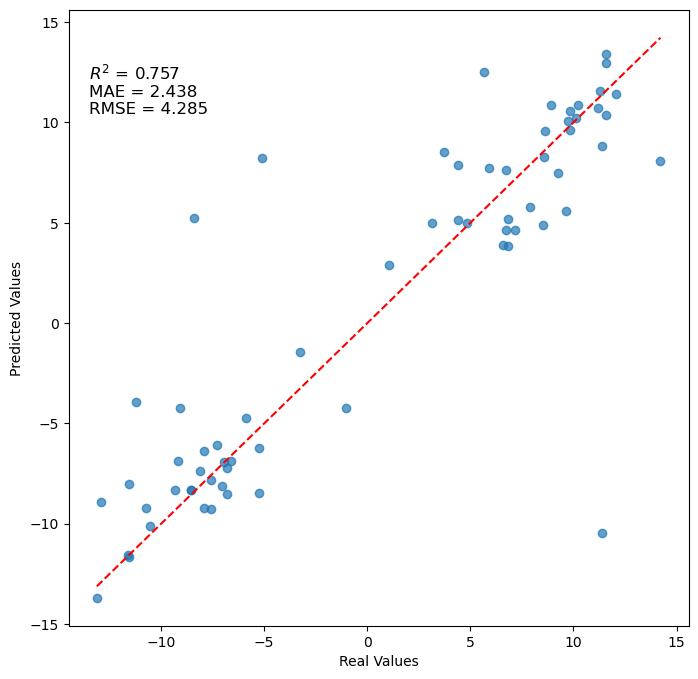 15
R² = 0.757
MAE = 2.438
RMSE = 4.285
10
5
0
−5
−10
−15
−10
−5
0
5
10
15
Predicted Values
Real Values